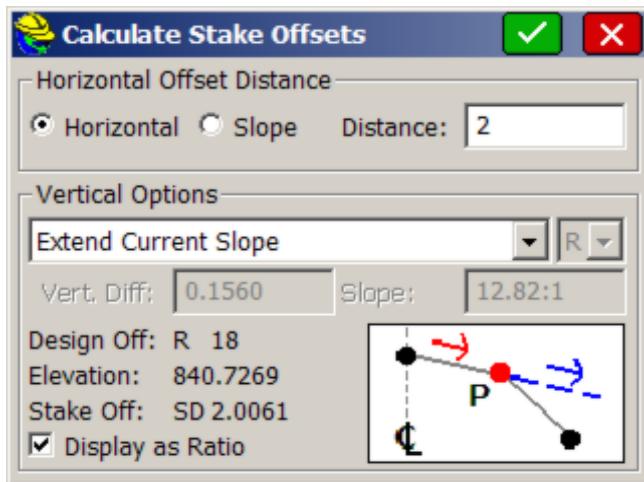 Calculate Stake Offsets
Horizontal Offset Distance
Horizontal Slope Distance: 2
Vertical Options
Extend Current Slope R
Vert. Diff: 0.1560 Slope: 12.82:1
Design Off: R 18
Elevation: 840.7269
Stake Off: SD 2.0061
Display as Ratio
P
℄